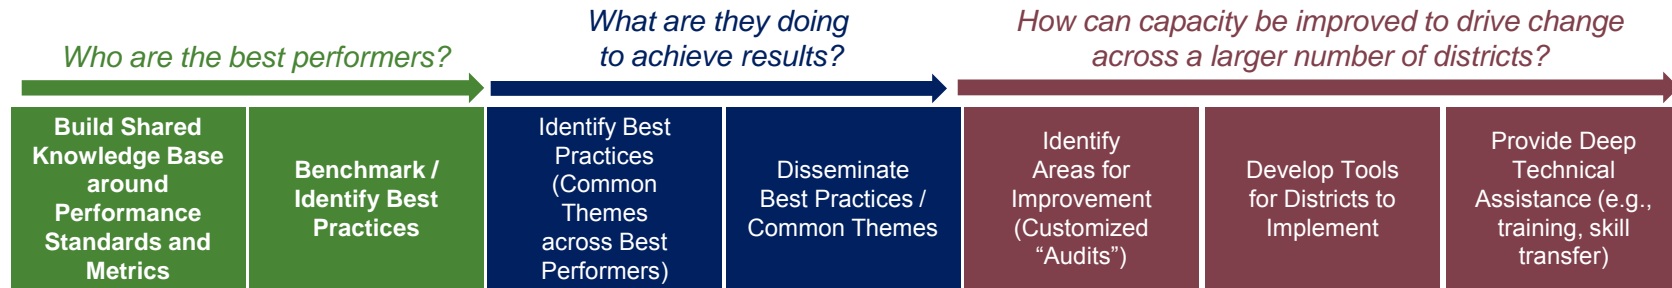 Who are the best performers?
What are they doing
to achieve results?
How can capacity be improved to drive change
across a larger number of districts?
Build Shared
Knowledge Base
around
Performance
Standards and
Metrics
Benchmark /
Identify Best
Practices
Identify Best
Practices
(Common
Themes
across Best
Performers)
Disseminate
Best Practices /
Common Themes
Identify
Areas for
Improvement
(Customized
“Audits”)
Develop Tools
for Districts to
Implement
Provide Deep
Technical
Assistance (e.g.,
training, skill
transfer)